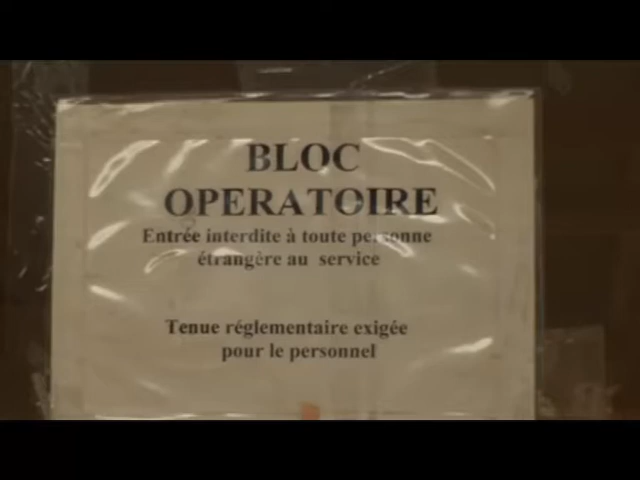 BLOC
OPERATOIRE
Entrée interdite à toute personne
étrangère au service
Tenue réglementaire exigée
pour le personnel